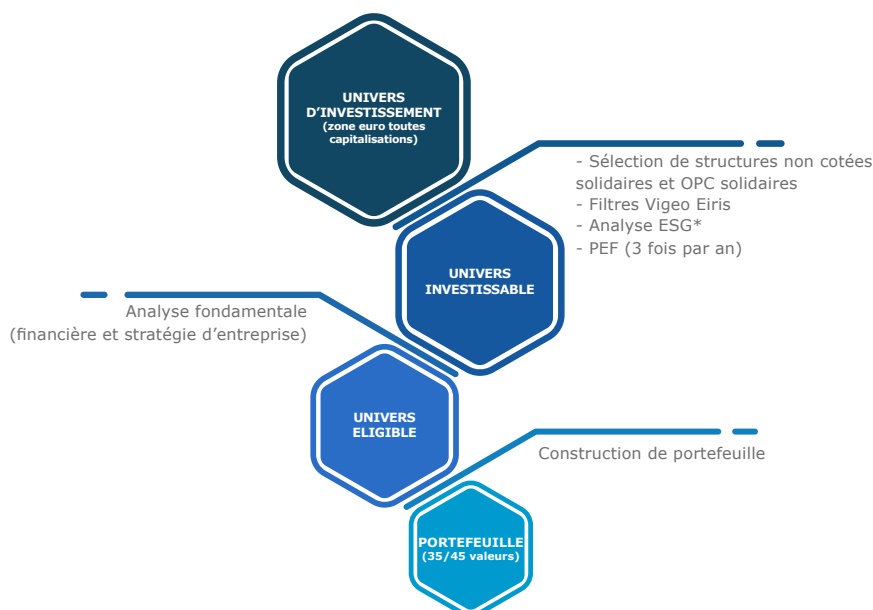 UNIVERS
D'INVESTISSEMENT
(zone euro toutes
capitalisations)
- Sélection de structures non cotées
solidaires et OPC solidaires
- Filtres Vigeo Eiris
- Analyse ESG*
- PEF (3 fois par an)
UNIVERS
INVESTISSABLE
Analyse fondamentale
(financière et stratégie d’entreprise)
UNIVERS
ELIGIBLE
Construction de portefeuille
PORTEFEUILLE
(35/45 valeurs)